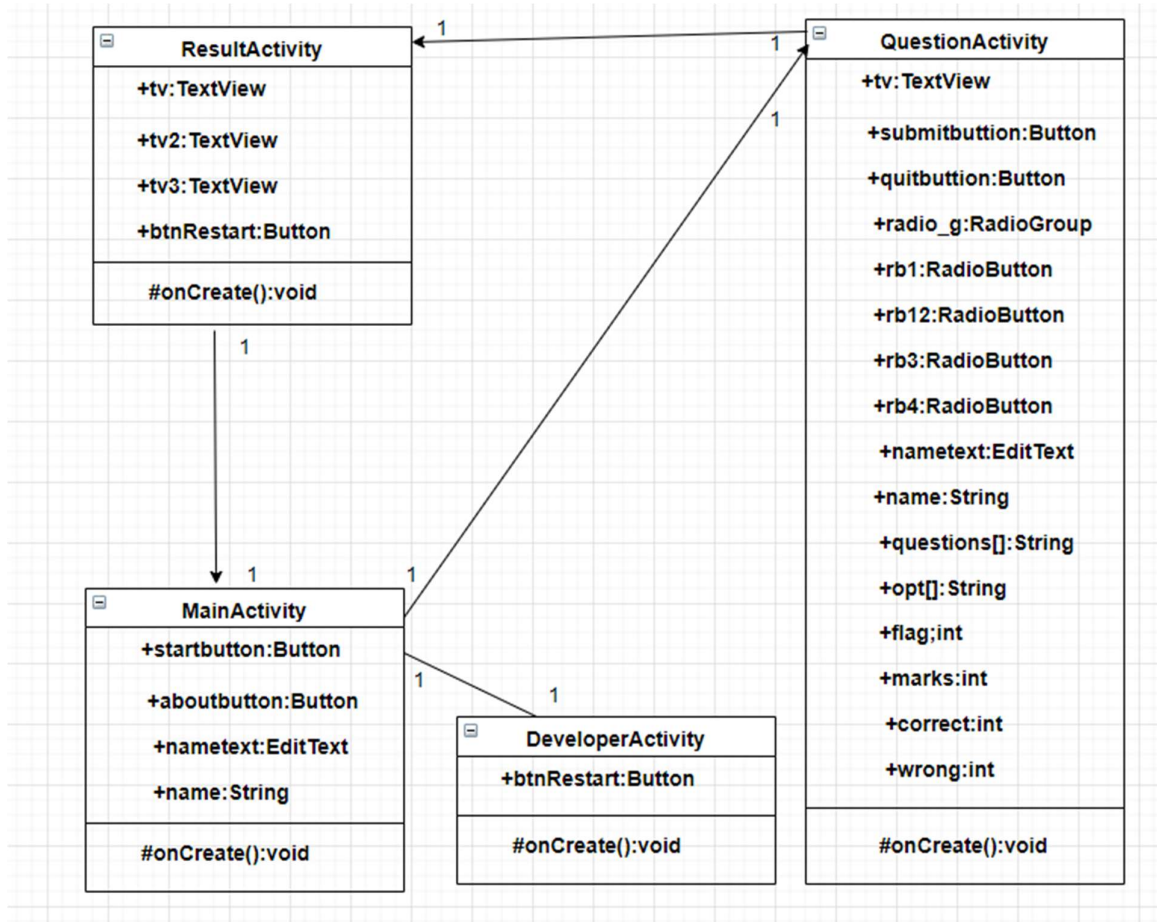 ResultActivity
+tv:TextView
+tv2:TextView
+tv3:TextView
+btnRestart:Button
#onCreate():void
1
1
QuestionActivity
+tv:TextView
+submitbuttion:Button
+quitbuttion:Button
+radio_g:RadioGroup
+rb1:RadioButton
+rb12:RadioButton
+rb3:RadioButton
+rb4:RadioButton
+nametext:EditText
+name:String
+questions[]:String
+opt[]:String
+flag;int
+marks:int
+correct:int
+wrong:int
#onCreate():void
1
1
1
1
MainActivity
+startbutton:Button
+aboutbutton:Button
+nametext:EditText
+name:String
#onCreate():void
1
1
DeveloperActivity
+btnRestart:Button
#onCreate():void